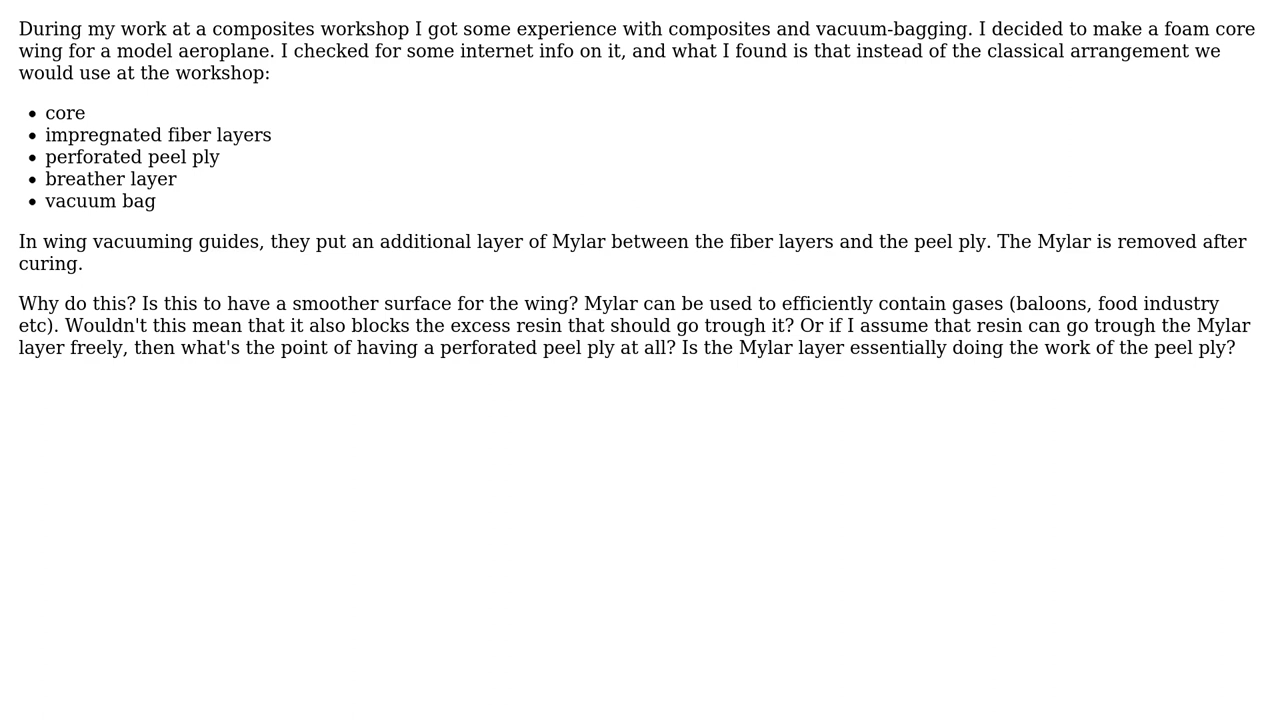 During my work at a composites workshop I got some experience with composites and vacuum-bagging. I decided to make a foam core
wing for a model aeroplane. I checked for some internet info on it, and what I found is that instead of the classical arrangement we
would use at the workshop:
• core
• impregnated fiber layers
• perforated peel ply
• breather layer
• vacuum bag
In wing vacuuming guides, they put an additional layer of Mylar between the fiber layers and the peel ply. The Mylar is removed after
curing.
Why do this? Is this to have a smoother surface for the wing? Mylar can be used to efficiently contain gases (baloons, food industry
etc). Wouldn't this mean that it also blocks the excess resin that should go trough it? Or if I assume that resin can go trough the Mylar
layer freely, then what's the point of having a perforated peel ply at all? Is the Mylar layer essentially doing the work of the peel ply?